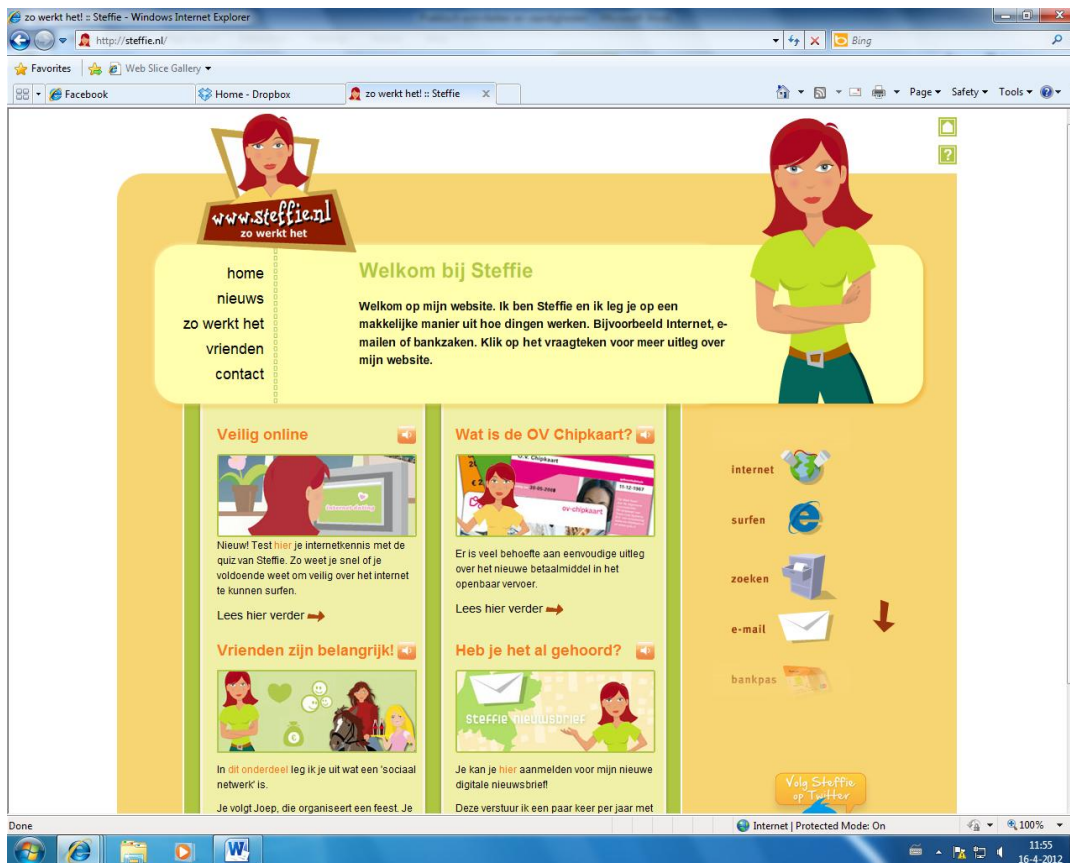 zo werkt het! :: Steffie - Windows Internet Explorer
http://steffie.nl/
Bing
Favorites
Web Slice Gallery
Facebook
Home - Dropbox
zo werkt het! :: Steffie
X
Page
Safety
Tools
www.steffie.nl
zo werkt het
?
home
nieuws
zo werkt het
vrienden
contact
Welkom bij Steffie
Welkom op mijn website. Ik ben Steffie en ik leg je op een
makkelijke manier uit hoe dingen werken. Bijvoorbeeld Internet, e-
mailen of bankzaken. Klik op het vraagteken voor meer uitleg over
mijn website.
Veilig online
internet dating
Nieuw! Test hier je internetkennis met de
quiz van Steffie. Zo weet je snel of je
voldoende weet om veilig over het internet
te kunnen surfen.
Lees hier verder
Wat is de OV Chipkaart?
O.V. Chipkaart
11-12-1967
ov-chipkaart
Er is veel behoefte aan eenvoudige uitleg
over het nieuwe betaalmiddel in het
openbaar vervoer.
Lees hier verder
Vrienden zijn belangrijk!
In dit onderdeel leg ik je uit wat een 'sociaal
netwerk' is.
Je volgt Joep, die organiseert een feest. Je
Heb je het al gehoord?
Steffie nieuwsbrief
Je kan je hier aanmelden voor mijn nieuwe
digitale nieuwsbrief!
Deze verstuur ik een paar keer per jaar met
internet
surfen
zoeken
e-mail
bankpas
Volg Steffie
op Twitter
Done
Internet | Protected Mode: On
100%
W
11:55
16-4-2012